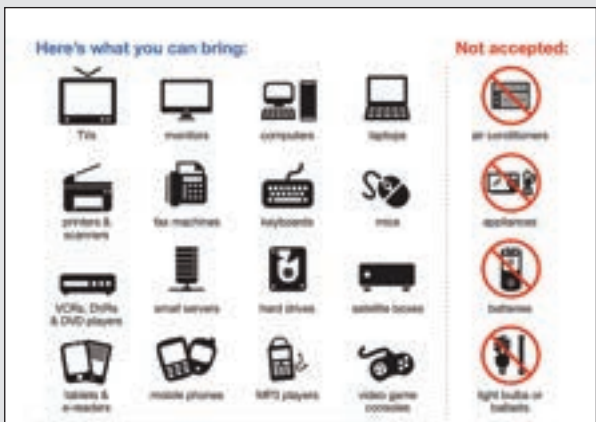 Here's what you can bring:
Not accepted:
TVs
monitors
computers
laptops
air conditioners
printers &
scanners
fax machines
keyboards
mice
appliances
VCRs, DVRs
& DVD players
small servers
hard drives
satellite boxes
batteries
tablets &
e-readers
mobile phones
MP3 players
video game
consoles
light bulbs or
ballasts